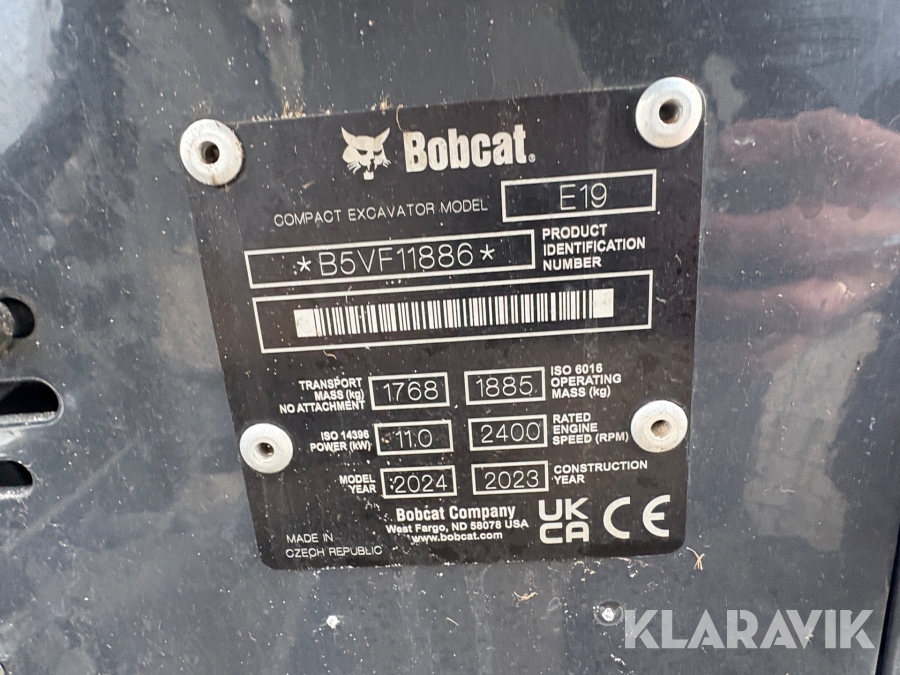 Bobcat.
COMPACT EXCAVATOR MODEL E19
*B5VF11886* PRODUCT IDENTIFICATION NUMBER
TRANSPORT MASS (kg) NO ATTACHMENT 1768 1885 ISO 6016 OPERATING MASS (kg)
ISO 14396 POWER (kW) 11.0 2400 RATED ENGINE SPEED (RPM)
MODEL YEAR 2024 2023 CONSTRUCTION YEAR
Bobcat Company
West Fargo, ND 58078 USA
www.bobcat.com
MADE IN
CZECH REPUBLIC
UK
CA CE
KLARAVIK